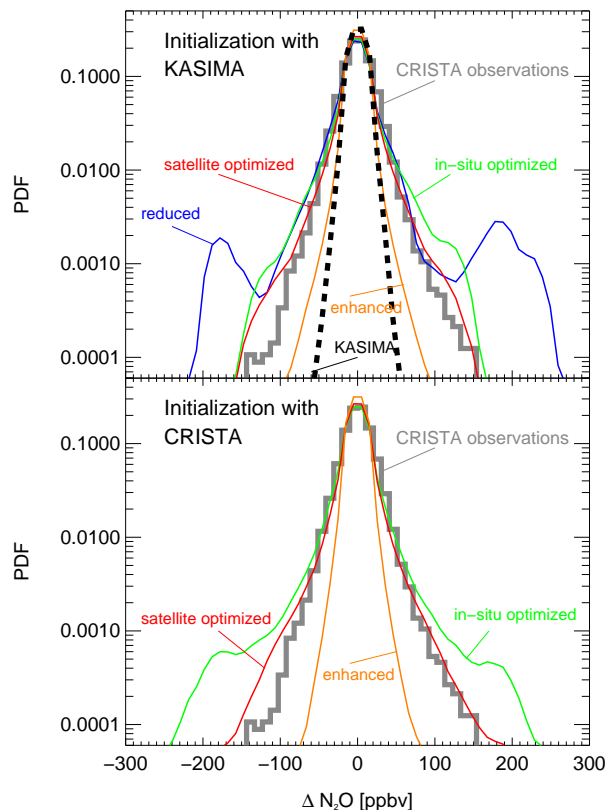 Initialization with
KASIMA
CRISTA observations
satellite optimized
in−situ optimized
reduced
enhanced
KASIMA
PDF
0.1000
0.0100
0.0010
0.0001
Initialization with
CRISTA
CRISTA observations
satellite optimized
in−situ optimized
enhanced
PDF
0.1000
0.0100
0.0010
0.0001
−300 −200 −100 0 100 200 300
Δ N₂O [ppbv]